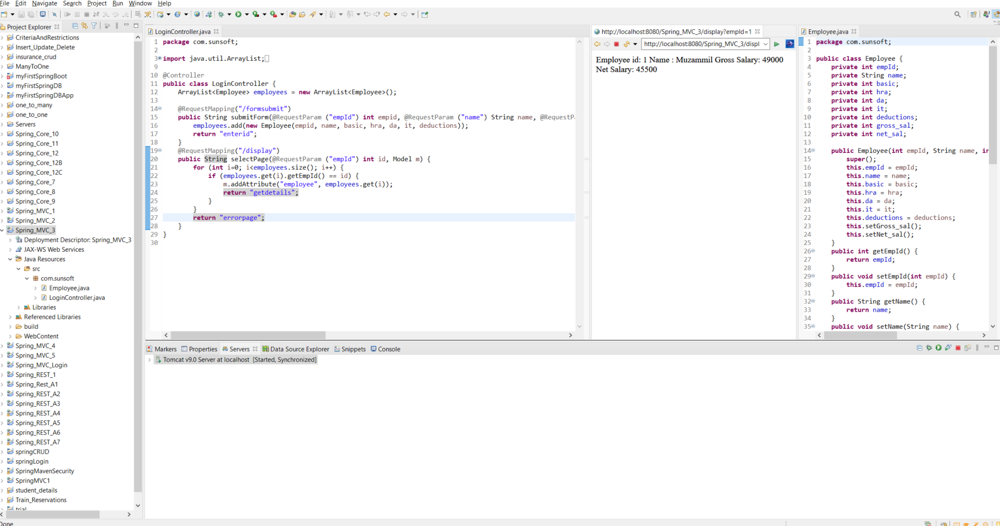 File Edit Navigate Search Project Run Window Help
Project Explorer
CriteriaAndRestrictions
Insert_Update_Delete
insurance_crud
ManyToOne
myFirstSpringBoot
myFirstSpringDB
myFirstSpringDBApp
one_to_many
one_to_one
Servers
Spring_Core_10
Spring_Core_11
Spring_Core_12
Spring_Core_12B
Spring_Core_12C
Spring_Core_7
Spring_Core_8
Spring_Core_9
Spring_MVC_1
Spring_MVC_2
Spring_MVC_3
Deployment Descriptor: Spring_MVC_3
JAX-WS Web Services
Java Resources
src
com.sunsoft
Employee.java
LoginController.java
Libraries
Referenced Libraries
build
WebContent
Spring_MVC_4
Spring_MVC_5
Spring_MVC_Login
Spring_REST_1
Spring_Rest_A1
Spring_REST_A2
Spring_REST_A3
Spring_REST_A4
Spring_REST_A5
Spring_REST_A6
Spring_REST_A7
springCRUD
springLogin
SpringMavenSecurity
SpringMVC1
student_details
Train_Reservations
trial
LoginController.java
1 package com.sunsoft;
2
3 import java.util.ArrayList;
9
10 @Controller
11 public class LoginController {
12 ArrayList<Employee> employees = new ArrayList<Employee>();
13
14 @RequestMapping("/formsubmit")
15 public String submitForm(@RequestParam ("empId") int empid, @RequestParam ("name") String name, @RequestP
16 employees.add(new Employee(empid, name, basic, hra, da, it, deductions));
17 return "enterid";
18 }
19 @RequestMapping("/display")
20 public String selectPage(@RequestParam ("empId") int id, Model m) {
21 for (int i=0; i<employees.size(); i++) {
22 if (employees.get(i).getEmpId() == id) {
23 m.addAttribute("employee", employees.get(i));
24 return "getdetails";
25 }
26 }
27 return "errorpage";
28 }
29 }
30
http://localhost:8080/Spring_MVC_3/display?empId=1
http://localhost:8080/Spring_MVC_3/displ
Employee id: 1 Name : Muzammil Gross Salary: 49000
Net Salary: 45500
Employee.java
1 package com.sunsoft;
2
3 public class Employee {
4 private int empId;
5 private String name;
6 private int basic;
7 private int hra;
8 private int da;
9 private int it;
10 private int deductions;
11 private int gross_sal;
12 private int net_sal;
13
14 public Employee(int empId, String name, in
15 super();
16 this.empId = empId;
17 this.name = name;
18 this.basic = basic;
19 this.hra = hra;
20 this.da = da;
21 this.it = it;
22 this.deductions = deductions;
23 this.setGross_sal();
24 this.setNet_sal();
25 }
26 public int getEmpId() {
27 return empId;
28 }
29 public void setEmpId(int empId) {
30 this.empId = empId;
31 }
32 public String getName() {
33 return name;
34 }
35 public void setName(String name) {
Markers Properties Servers Data Source Explorer Snippets Console
Tomcat v9.0 Server at localhost [Started, Synchronized]
Done